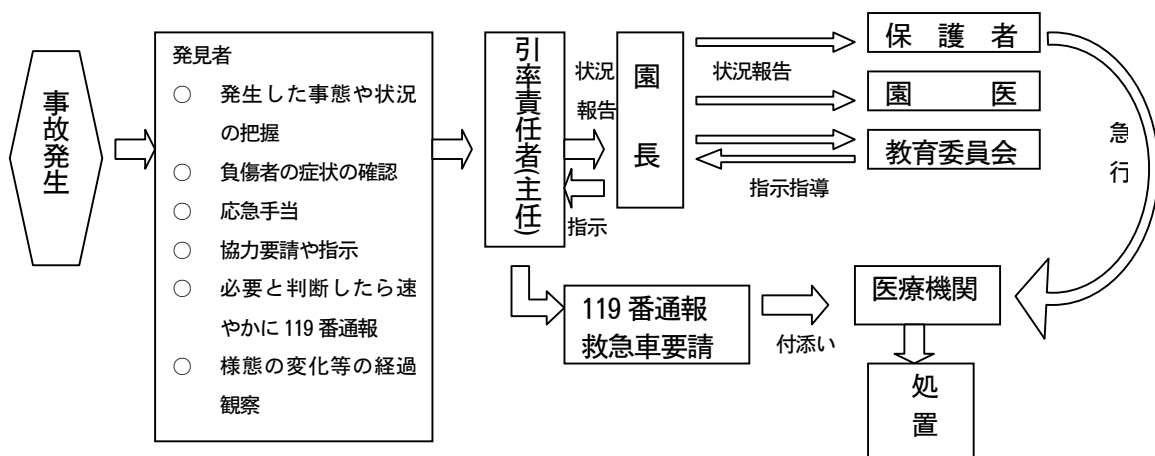 事故発生
発見者
○ 発生した事態や状況
の把握
○ 負傷者の症状の確認
○ 応急手当
○ 協力要請や指示
○ 必要と判断したら速
やかに119番通報
○ 様態の変化等の経過
観察
引率責任者(主任)
状況
報告
指示
園長
状況報告
指示指導
保護者
園医
教育委員会
急行
119番通報
救急車要請
付添い
医療機関
処置